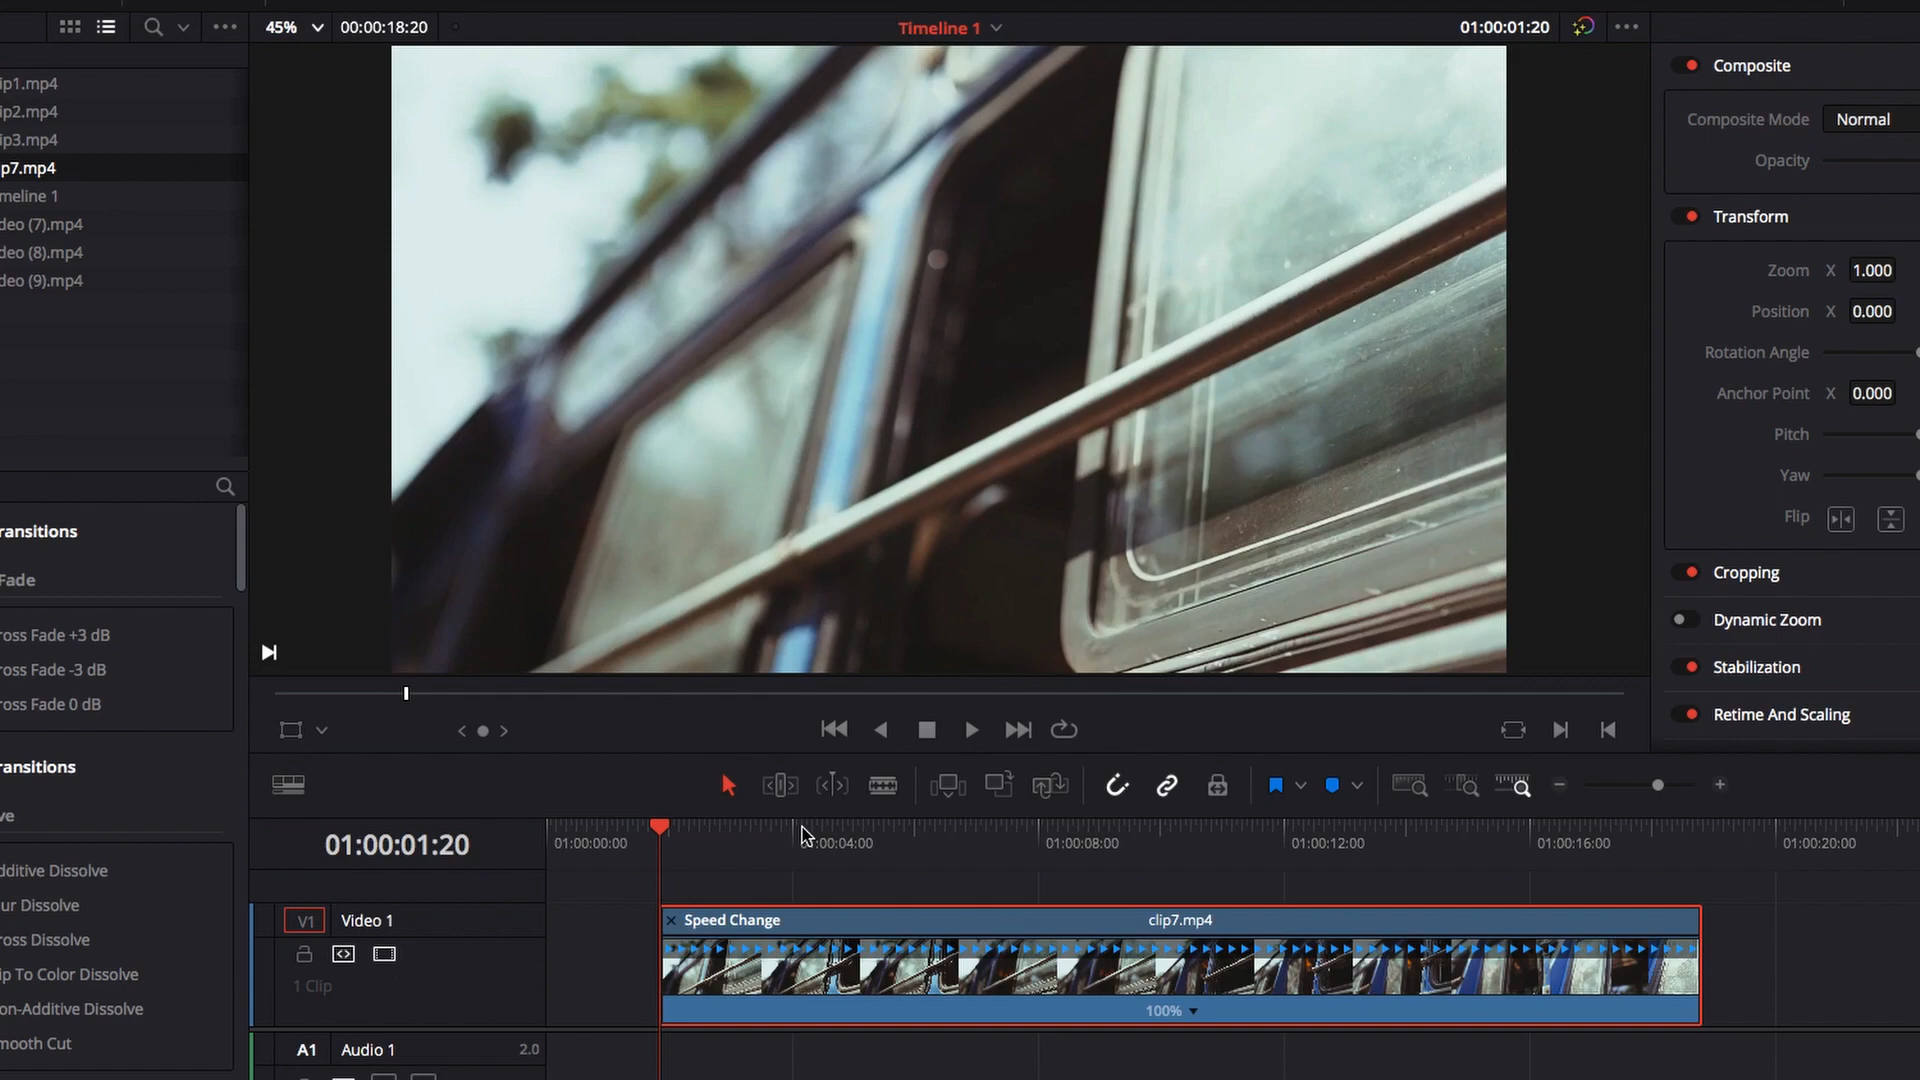 45%
00:00:18:20
Timeline 1
01:00:01:20
ip1.mp4
ip2.mp4
ip3.mp4
ip7.mp4
meline 1
deo (7).mp4
deo (8).mp4
deo (9).mp4
ransitions
Fade
ross Fade +3 dB
ross Fade -3 dB
ross Fade 0 dB
ansitions
ve
dditive Dissolve
ur Dissolve
ross Dissolve
ip To Color Dissolve
on-Additive Dissolve
mooth Cut
Composite
Composite Mode Normal
Opacity
Transform
Zoom X 1.000
Position X 0.000
Rotation Angle
Anchor Point X 0.000
Pitch
Yaw
Flip
Cropping
Dynamic Zoom
Stabilization
Retime And Scaling
01:00:01:20
01:00:00:00
:00:04:00
01:00:08:00
01:00:12:00
01:00:16:00
01:00:20:00
V1 Video 1
1 Clip
Speed Change
clip7.mp4
100%
A1 Audio 1 2.0